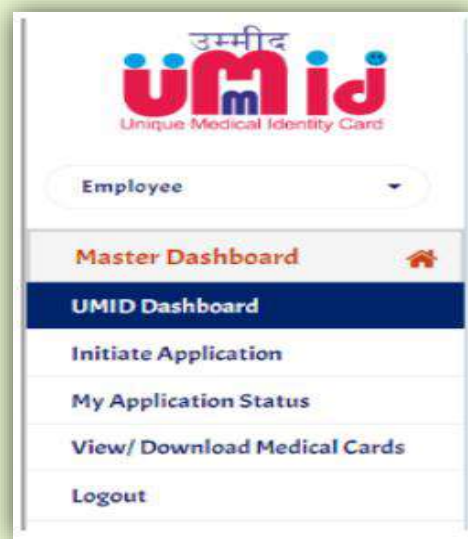 उम्मीद
UMmid
Unique Medical Identity Card
Employee
Master Dashboard
UMID Dashboard
Initiate Application
My Application Status
View/ Download Medical Cards
Logout